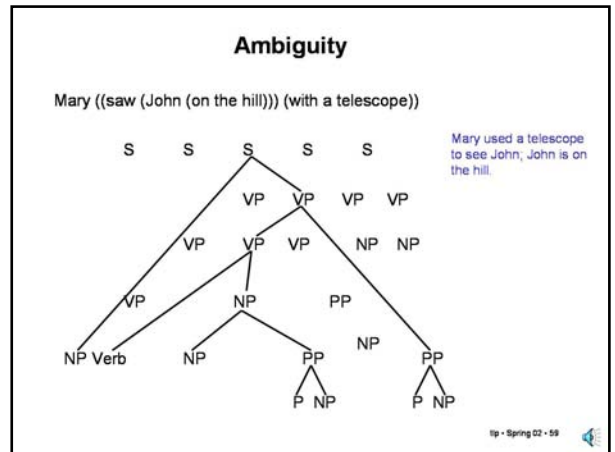 Ambiguity
Mary ((saw (John (on the hill))) (with a telescope))
Mary used a telescope
to see John; John is on
the hill.
S S S S S
VP VP VP VP
VP VP VP NP NP
VP NP PP
NP
NP Verb NP PP PP
P NP P NP
tlp • Spring 02 • 59